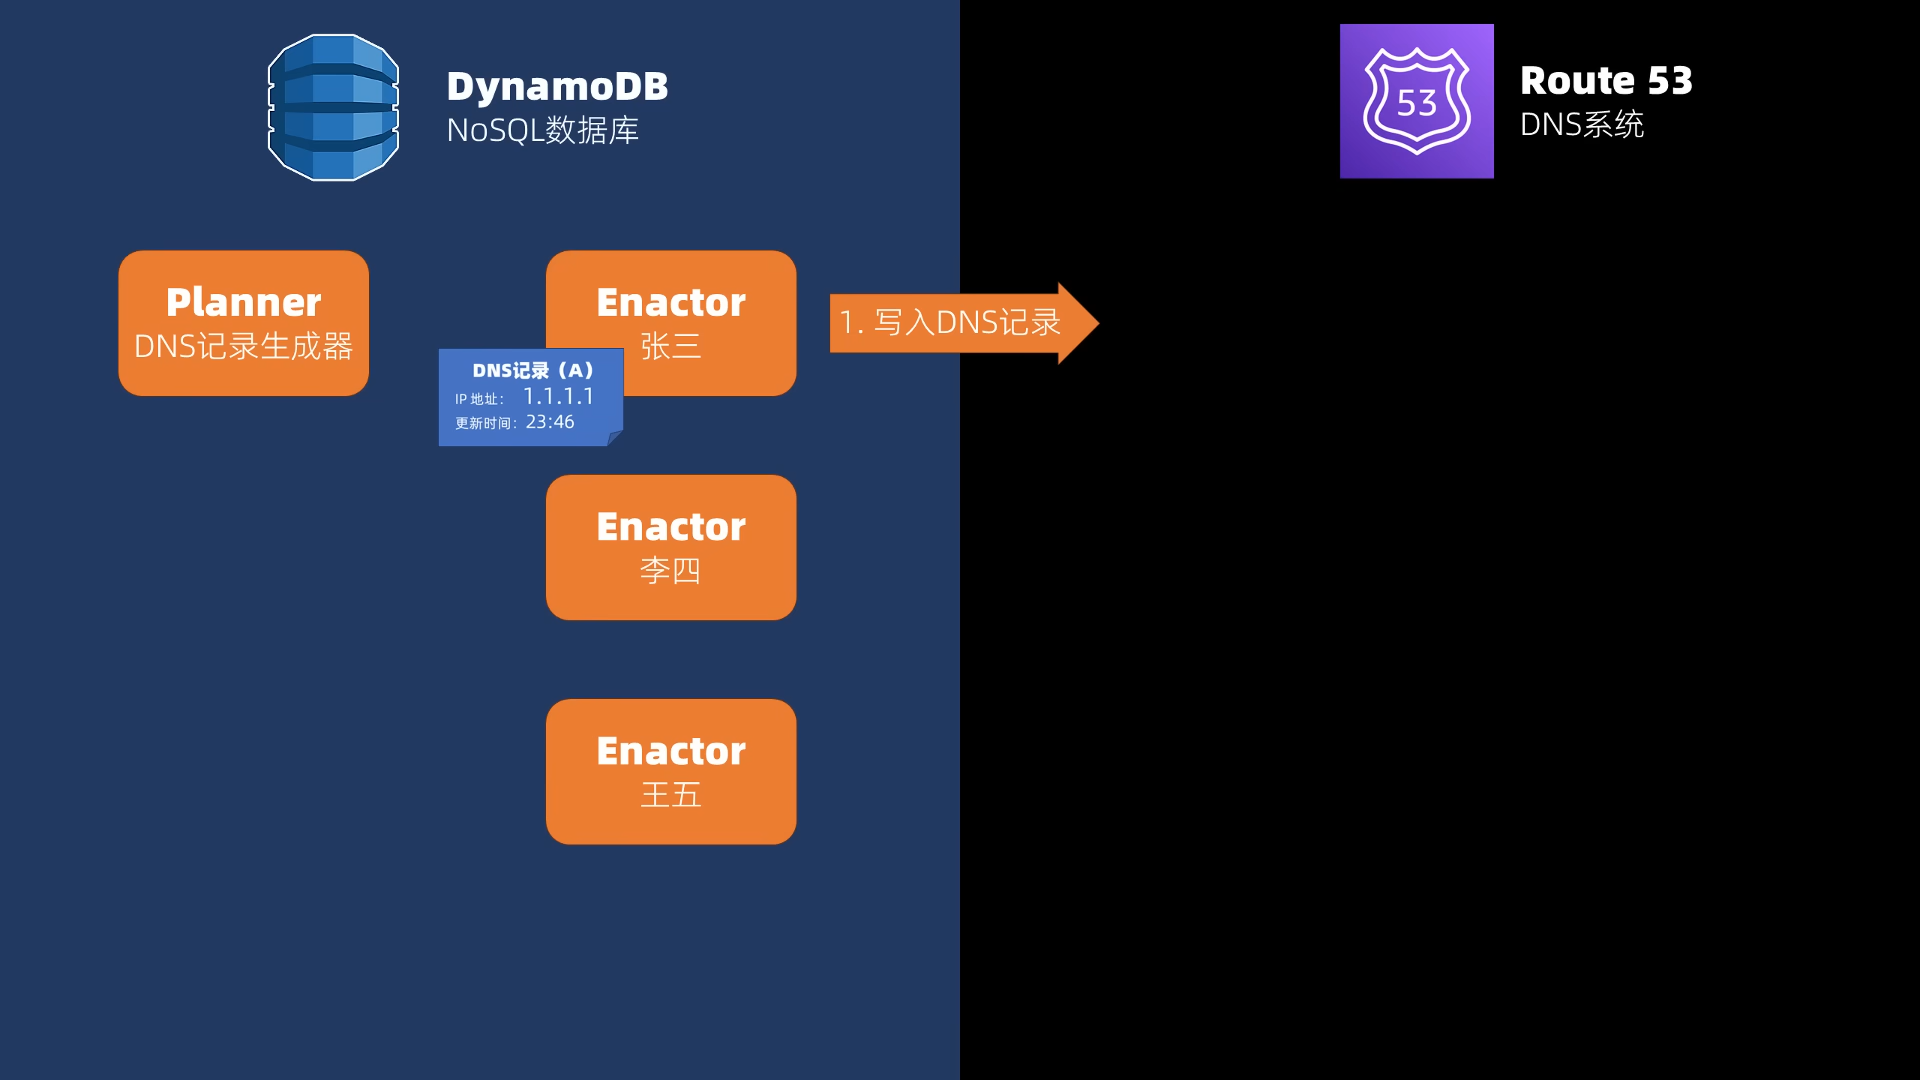 DynamoDB
NoSQL数据库
53
Route 53
DNS系统
Planner
DNS记录生成器
Enactor
张三
1. 写入DNS记录
DNS记录（A）
IP 地址： 1.1.1.1
更新时间：23:46
Enactor
李四
Enactor
王五